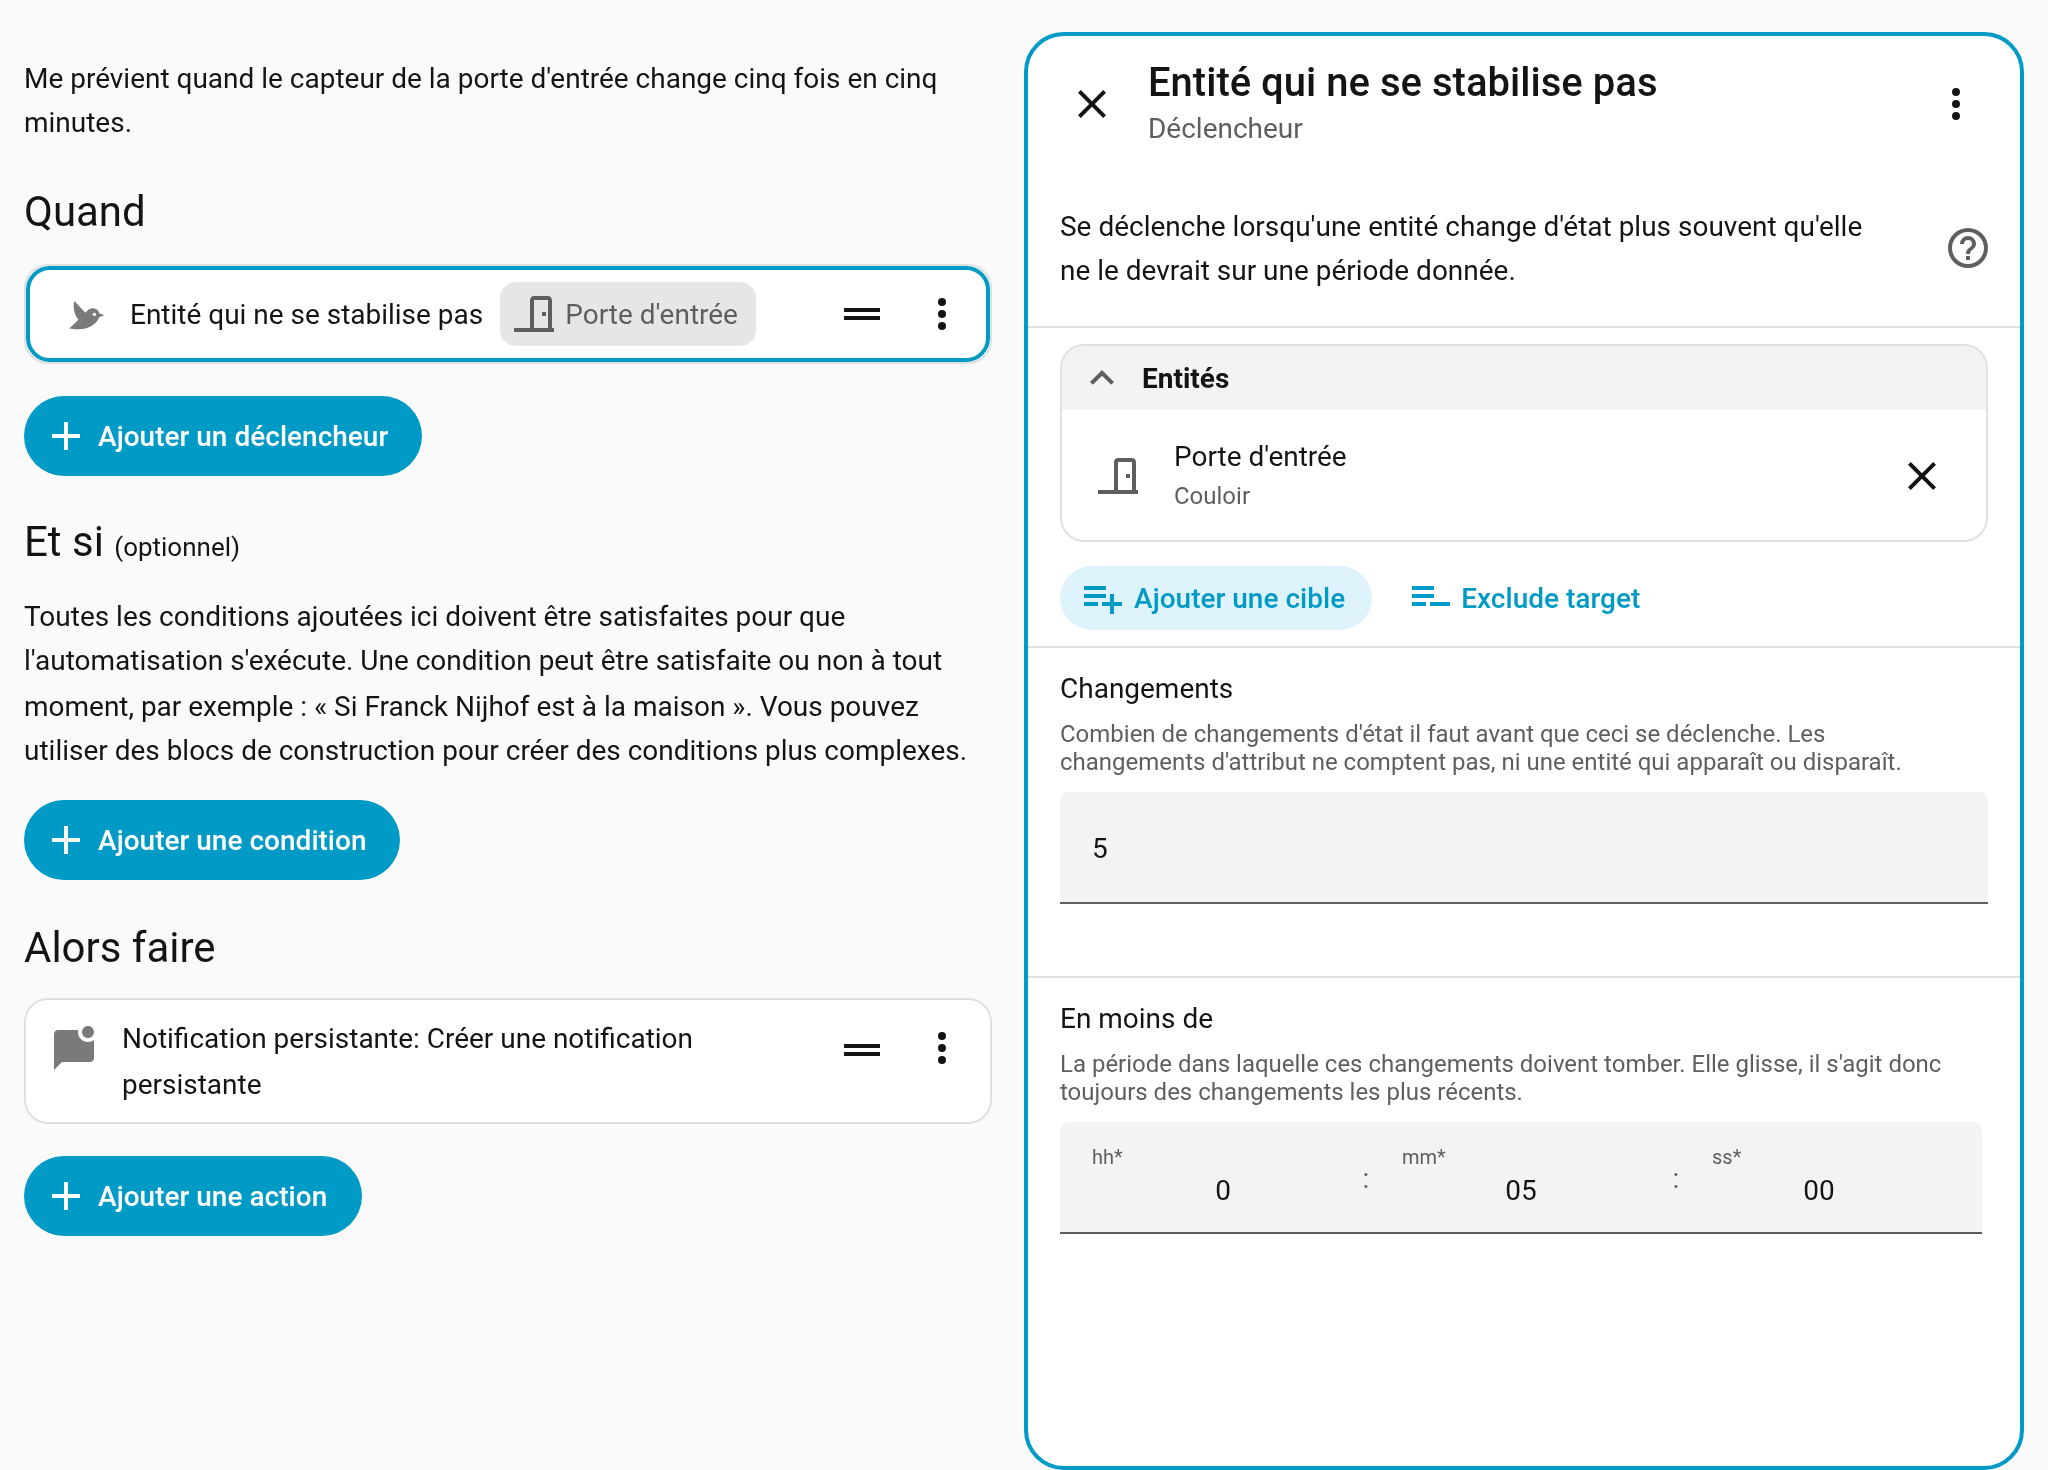 Me prévient quand le capteur de la porte d'entrée change cinq fois en cinq
minutes.
Quand
Entité qui ne se stabilise pas
Porte d'entrée
Ajouter un déclencheur
Et si (optionnel)
Toutes les conditions ajoutées ici doivent être satisfaites pour que
l'automatisation s'exécute. Une condition peut être satisfaite ou non à tout
moment, par exemple : « Si Franck Nijhof est à la maison ». Vous pouvez
utiliser des blocs de construction pour créer des conditions plus complexes.
Ajouter une condition
Alors faire
Notification persistante: Créer une notification
persistante
Ajouter une action
Entité qui ne se stabilise pas
Déclencheur
Se déclenche lorsqu'une entité change d'état plus souvent qu'elle
ne le devrait sur une période donnée.
Entités
Porte d'entrée
Couloir
Ajouter une cible
Exclude target
Changements
Combien de changements d'état il faut avant que ceci se déclenche. Les
changements d'attribut ne comptent pas, ni une entité qui apparaît ou disparaît.
5
En moins de
La période dans laquelle ces changements doivent tomber. Elle glisse, il s'agit donc
toujours des changements les plus récents.
hh* mm* ss*
0 : 05 : 00